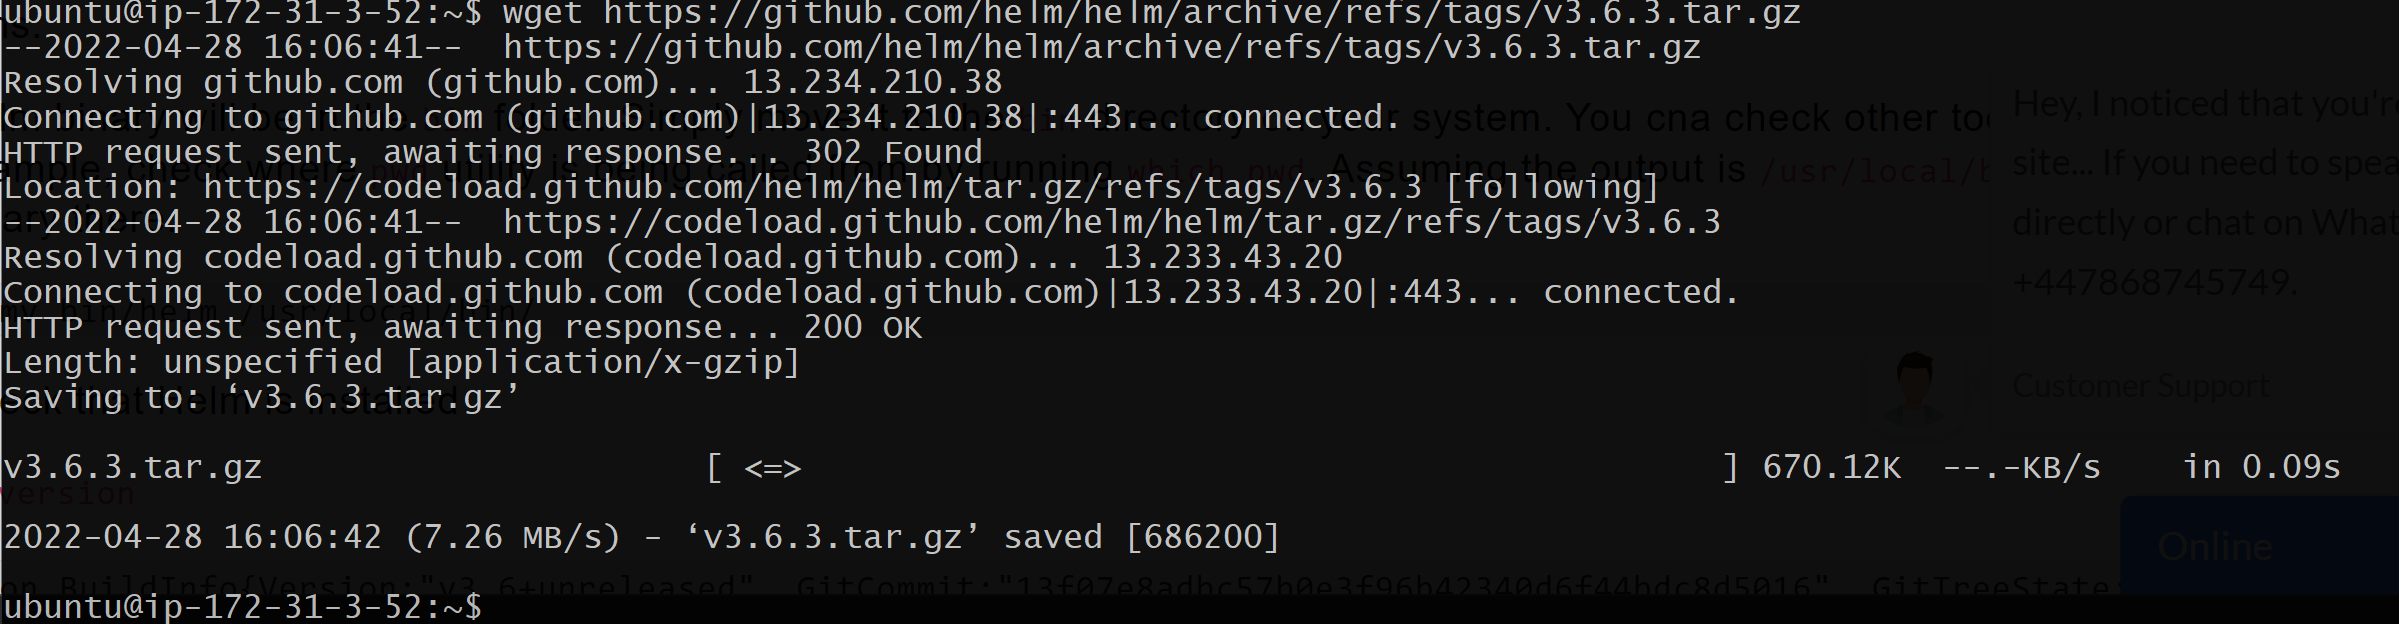 ubuntu@ip-172-31-3-52:~$ wget https://github.com/helm/helm/archive/refs/tags/v3.6.3.tar.gz
--2022-04-28 16:06:41--  https://github.com/helm/helm/archive/refs/tags/v3.6.3.tar.gz
Resolving github.com (github.com)... 13.234.210.38
Connecting to github.com (github.com)|13.234.210.38|:443... connected.
HTTP request sent, awaiting response... 302 Found
Location: https://codeload.github.com/helm/helm/tar.gz/refs/tags/v3.6.3 [following]
--2022-04-28 16:06:41--  https://codeload.github.com/helm/helm/tar.gz/refs/tags/v3.6.3
Resolving codeload.github.com (codeload.github.com)... 13.233.43.20
Connecting to codeload.github.com (codeload.github.com)|13.233.43.20|:443... connected.
HTTP request sent, awaiting response... 200 OK
Length: unspecified [application/x-gzip]
Saving to: ‘v3.6.3.tar.gz’
v3.6.3.tar.gz                       [ <=>                                              ] 670.12K  --.-KB/s    in 0.09s
2022-04-28 16:06:42 (7.26 MB/s) - ‘v3.6.3.tar.gz’ saved [686200]
ubuntu@ip-172-31-3-52:~$
system. You cna check other
Assuming the output is /usr/local/b
version
Hey, I noticed that you'r
site... If you need to spea
directly or chat on What
+447868745749.
Customer Support
Online